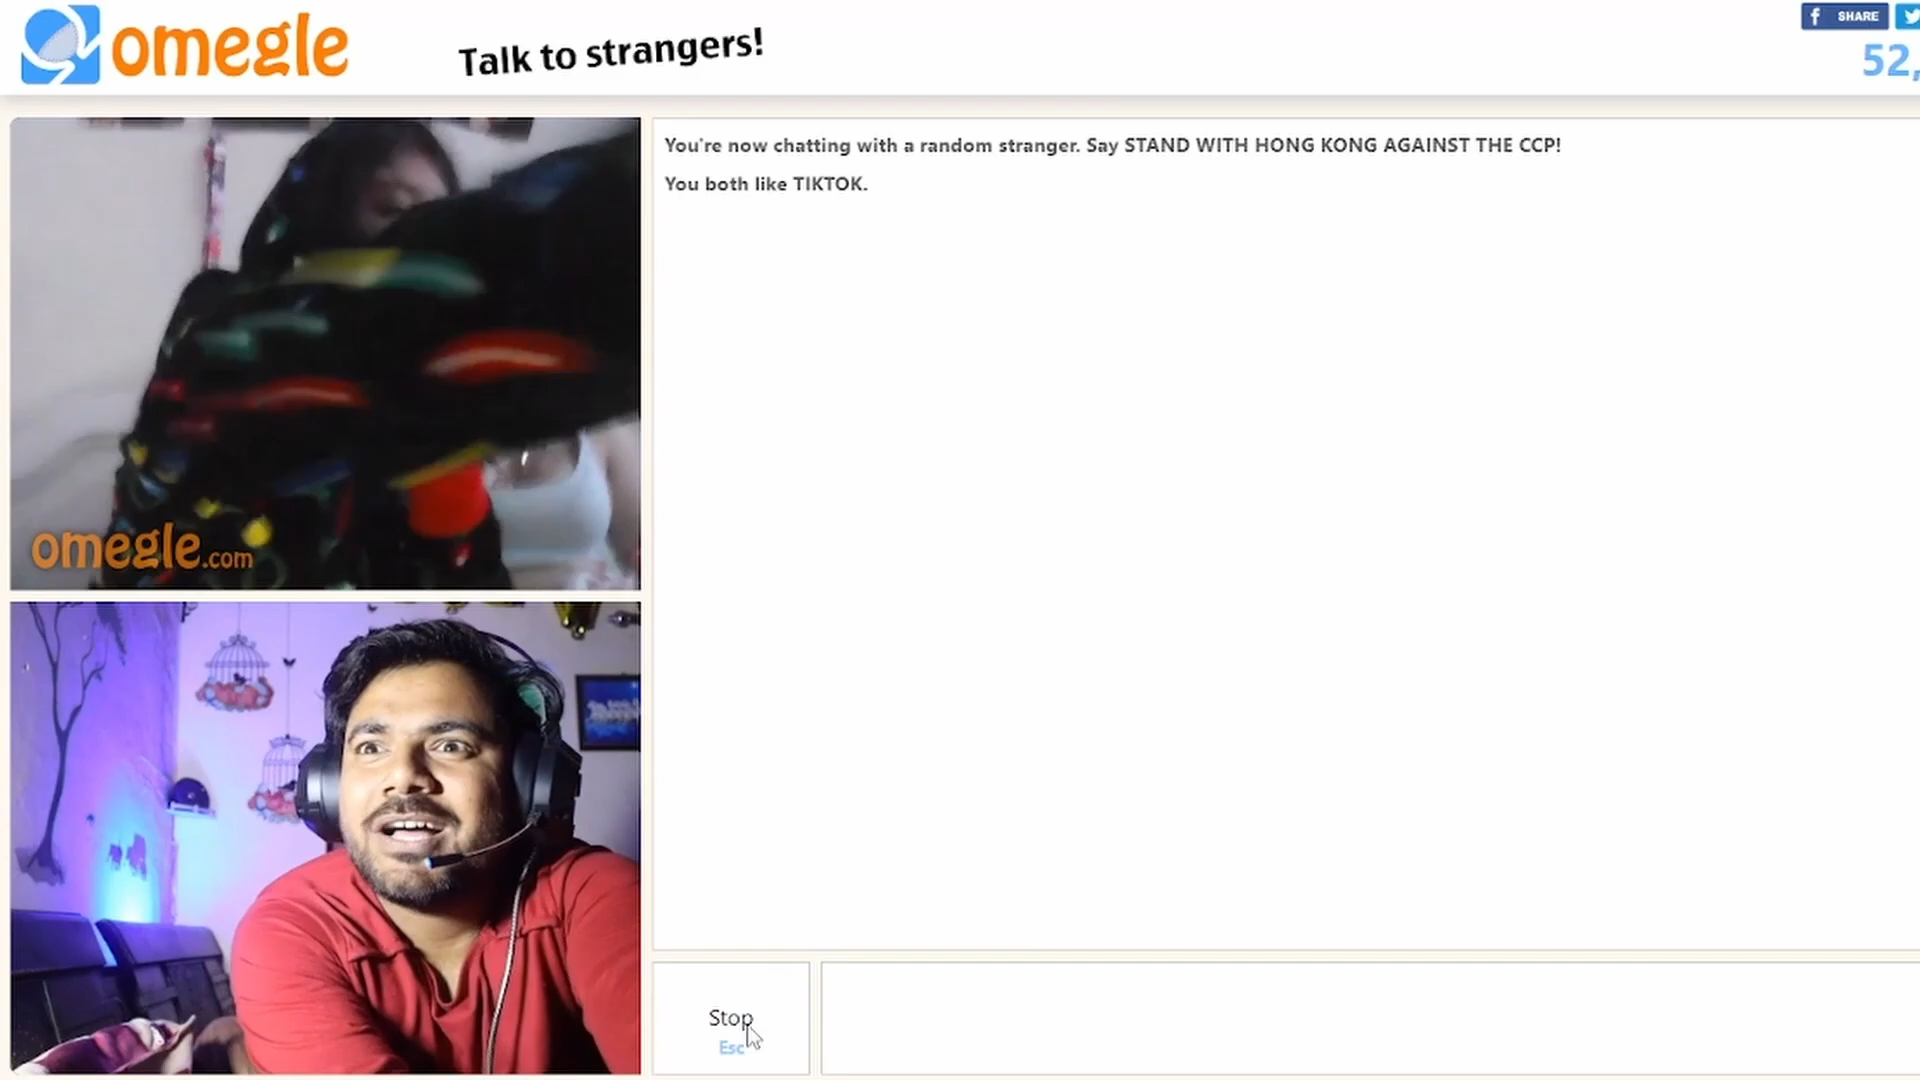 omegle
Talk to strangers!
SHARE
52,
You're now chatting with a random stranger. Say STAND WITH HONG KONG AGAINST THE CCP!
You both like TIKTOK.
omegle.com
Stop
Esc